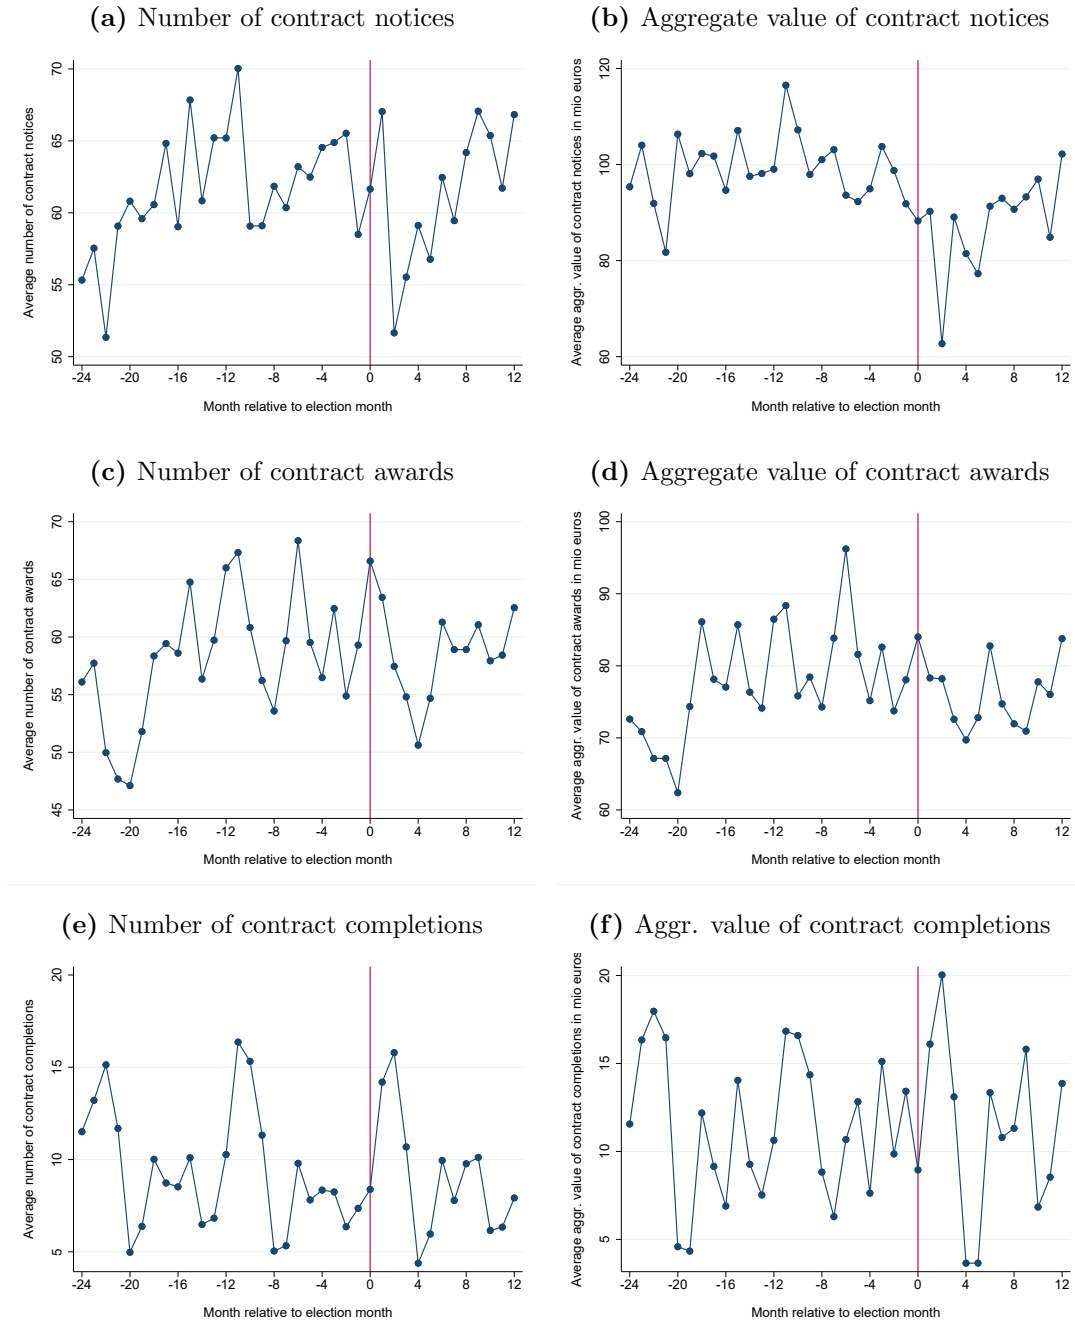 (a) Number of contract notices
Average number of contract notices
70
65
60
55
50
-24 -20 -16 -12 -8 -4 0 4 8 12
Month relative to election month
(b) Aggregate value of contract notices
Average aggr. value of contract notices in mio euros
120
100
80
60
-24 -20 -16 -12 -8 -4 0 4 8 12
Month relative to election month
(c) Number of contract awards
Average number of contract awards
70
65
60
55
50
45
-24 -20 -16 -12 -8 -4 0 4 8 12
Month relative to election month
(d) Aggregate value of contract awards
Average aggr. value of contract awards in mio euros
100
90
80
70
60
-24 -20 -16 -12 -8 -4 0 4 8 12
Month relative to election month
(e) Number of contract completions
Average number of contract completions
20
15
10
5
-24 -20 -16 -12 -8 -4 0 4 8 12
Month relative to election month
(f) Aggr. value of contract completions
Average aggr. value of contract completions in mio euros
20
15
10
5
-24 -20 -16 -12 -8 -4 0 4 8 12
Month relative to election month